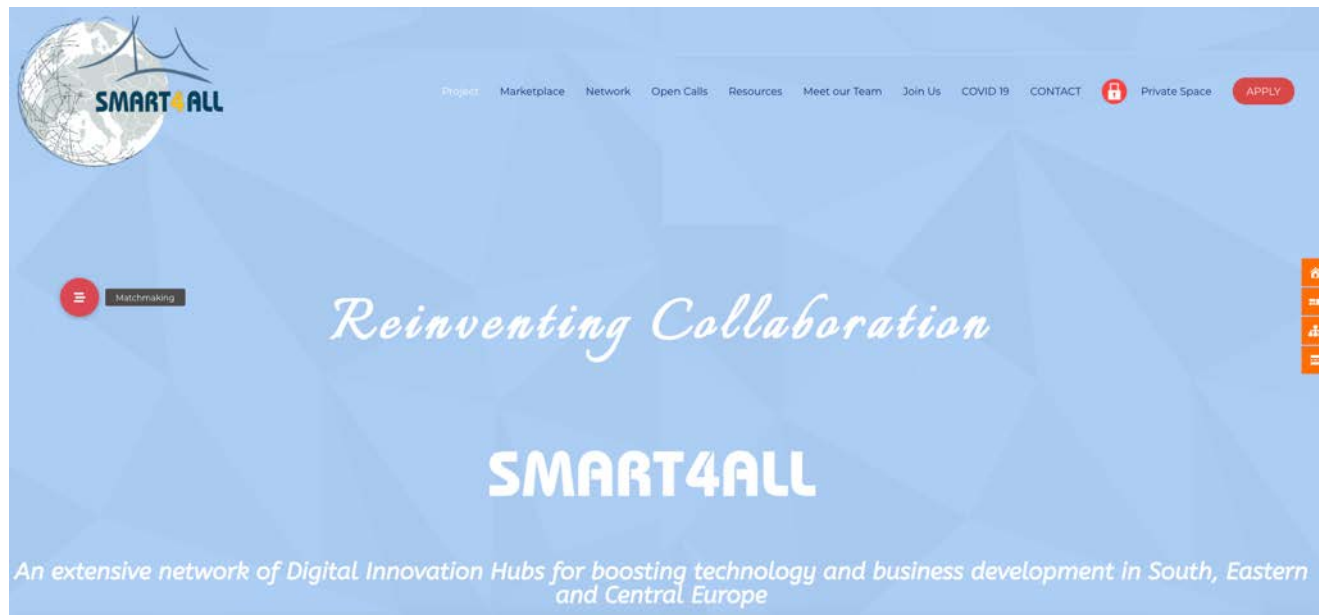 SMART4ALL
Project Marketplace Network Open Calls Resources Meet our Team Join Us COVID 19 CONTACT Private Space APPLY
Matchmaking
Reinventing Collaboration
SMART4ALL
An extensive network of Digital Innovation Hubs for boosting technology and business development in South, Eastern
and Central Europe